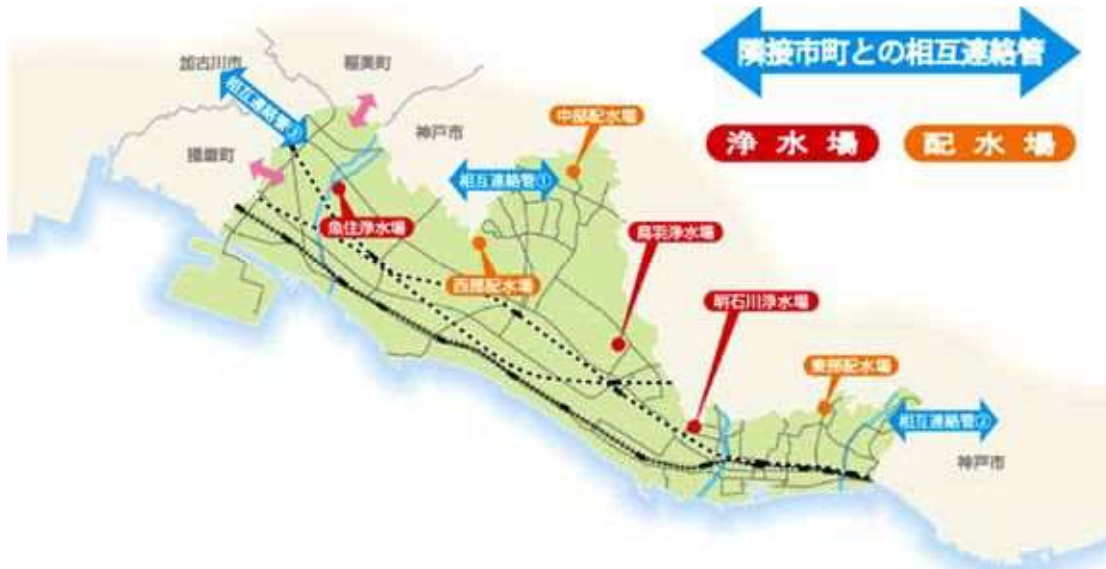 隣接市町との相互連絡管
浄水場
配水場
加古川市
稲美町
相互連絡管③
神戸市
中部配水場
播磨町
相互連絡管①
魚住浄水場
鳥羽浄水場
西部配水場
明石川浄水場
東部配水場
相互連絡管②
神戸市